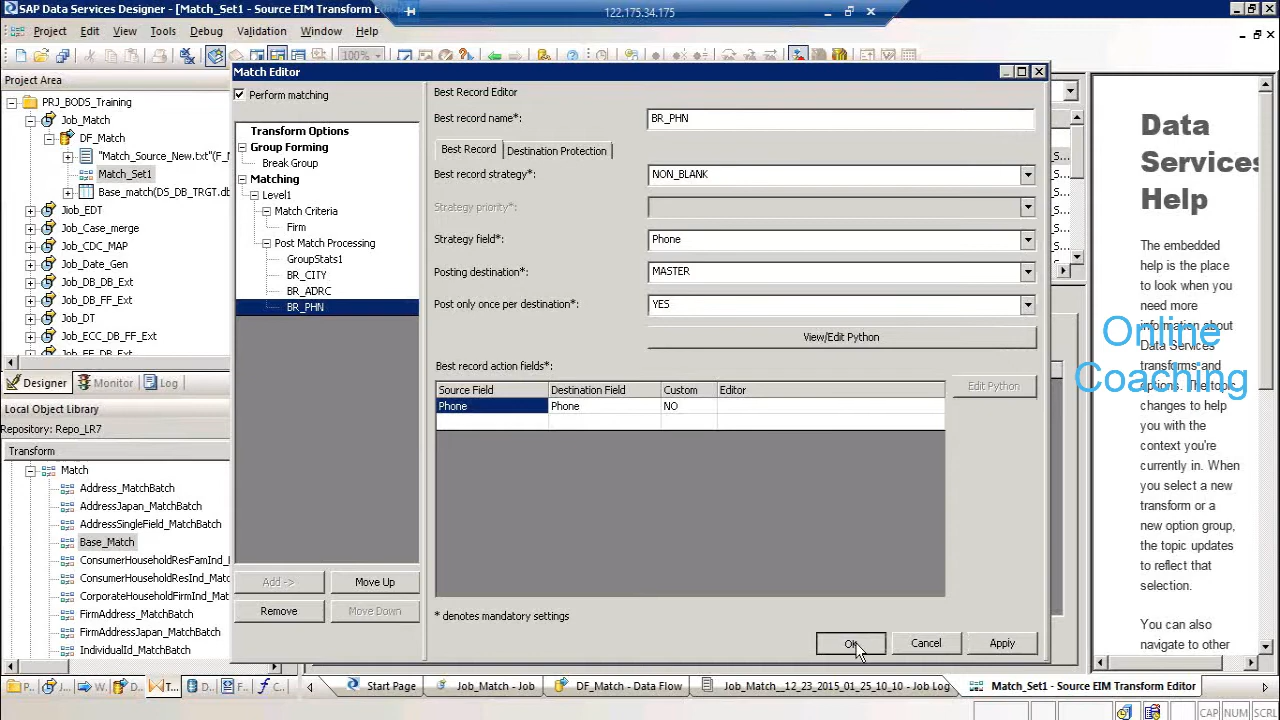 SAP Data Services Designer - [Match_Set1 - Source EIM Transform Edito
122.175.34.175
Project Edit View Tools Debug Validation Window Help
100%
Project Area
PRJ_BODS_Training
Job_Match
DF_Match
"Match_Source_New.txt"(F_N
Match_Set1
Base_match(DS_DB_TRGT.db
Jiob_EDT
Job_Case_merge
Job_CDC_MAP
Job_Date_Gen
Job_DB_DB_FF_Ext
Job_DB_FF_Ext
Job_DT
Job_ECC_DB_FF_Ext
Designer Monitor Log
Local Object Library
Repository: Repo_LR7
Transform
Match
Address_MatchBatch
AddressJapan_MatchBatch
AddressSingleField_MatchBatch
Base_Match
ConsumerHouseholdResFamInd_
ConsumerHouseholdResInd_Mat
CorporateHouseholdFirmInd_Mat
FirmAddress_MatchBatch
FirmAddressJapan_MatchBatch
IndividualId_MatchBatch
Match Editor
Perform matching
Transform Options
Group Forming
Break Group
Matching
Level1
Match Criteria
Firm
Post Match Processing
GroupStats1
BR_CITY
BR_ADRC
BR_PHN
Add ->
Move Up
Remove
Move Down
Best Record Editor
Best record name*:
BR_PHN
Best Record
Destination Protection
Best record strategy*:
NON_BLANK
Strategy priority*:
Strategy field*:
Phone
Posting destination*:
MASTER
Post only once per destination*:
YES
View/Edit Python
Best record action fields*:
Source Field Destination Field Custom Editor
Phone Phone NO
Edit Python
* denotes mandatory settings
Cancel
Apply
Data
Services
Help
The embedded
help is the place
to look when you
need more
information about
Data Services
transforms and
options. The topic
changes to help
you with the
context you're
currently in. When
you select a new
transform or a
new option group,
the topic updates
to reflect that
selection.
You can also
navigate to other
Online
Coaching
P... J... W... D... T... D... F... C...
Start Page
Job_Match - Job
DF_Match - Data Flow
Job_Match__12_23_2015_01_25_10_10 - Job Log
Match_Set1 - Source EIM Transform Editor
CAP NUM SCRL